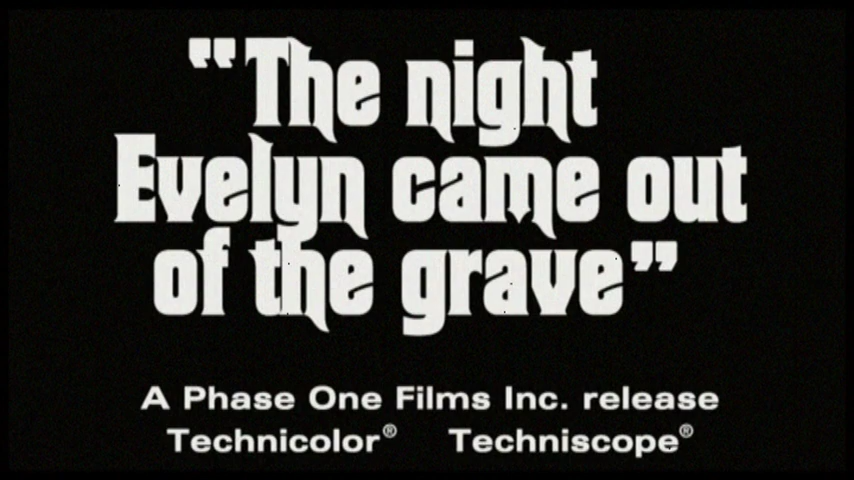 "The night
Evelyn came out
of the grave"
A Phase One Films Inc. release
Technicolor® Techniscope®